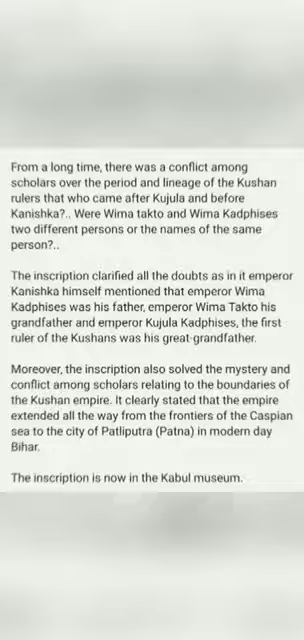 From a long time, there was a conflict among
scholars over the period and lineage of the Kushan
rulers that who came after Kujula and before
Kanishka?.. Were Wima takto and Wima Kadphises
two different persons or the names of the same
person?..
The inscription clarified all the doubts as in it emperor
Kanishka himself mentioned that emperor Wima
Kadphises was his father, emperor Wima Takto his
grandfather and emperor Kujula Kadphises, the first
ruler of the Kushans was his great-grandfather.
Moreover, the inscription also solved the mystery and
conflict among scholars relating to the boundaries of
the Kushan empire. It clearly stated that the empire
extended all the way from the frontiers of the Caspian
sea to the city of Patliputra (Patna) in modern day
Bihar.
The inscription is now in the Kabul museum.